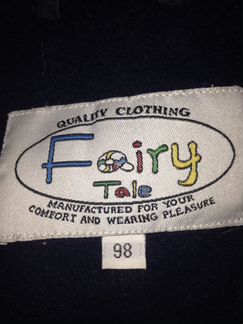 QUALITY CLOTHING
Fairy
Tale
MANUFACTURED FOR YOUR
COMFORT AND WEARING PLEASURE
98